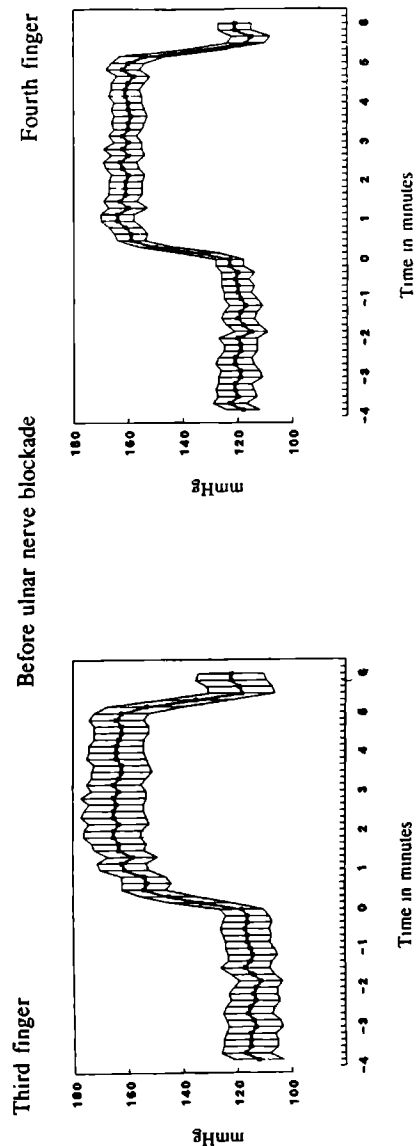 Before ulnar nerve blockade
Third finger
180
160
140
120
100
mmHg
-4 -3 -2 -1 0 1 2 3 4 5 6
Time in minutes
Fourth finger
180
160
140
120
100
mmHg
-4 -3 -2 -1 0 1 2 3 4 5 6
Time in minutes